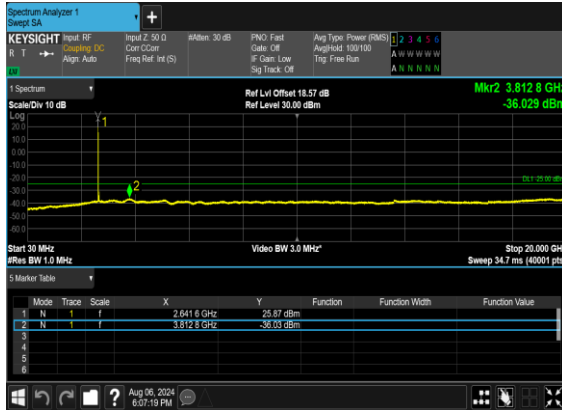 Spectrum Analyzer 1
Swept SA
+
KEYSIGHT Input: RF Input Z: 50 Ω #Atten: 30 dB PNO: Fast Avg Type: Power (RMS) 1 2 3 4 5 6
R T Coupling: DC Corr CCorr Gate: Off Avg|Hold: 100/100 A W W W W W
Align: Auto Freq Ref: Int (S) IF Gain: Low Trig: Free Run
Sig Track: Off A N N N N N
1 Spectrum Ref Lvl Offset 18.57 dB Mkr2 3.812 8 GHz
Scale/Div 10 dB Ref Level 30.00 dBm -36.029 dBm
Log
20.0
10.0
0.00
-10.0
-20.0
-30.0
-40.0
-50.0
-60.0
1
2
DL1 -25.00 dBm
Start 30 MHz Video BW 3.0 MHz* Stop 20.000 GHz
#Res BW 1.0 MHz Sweep 34.7 ms (40001 pts)
5 Marker Table
Mode Trace Scale X Y Function Function Width Function Value
1 N 1 f 2.641 6 GHz 25.87 dBm
2 N 1 f 3.812 8 GHz -36.03 dBm
3
4
5
6
? Aug 06, 2024
6:07:19 PM